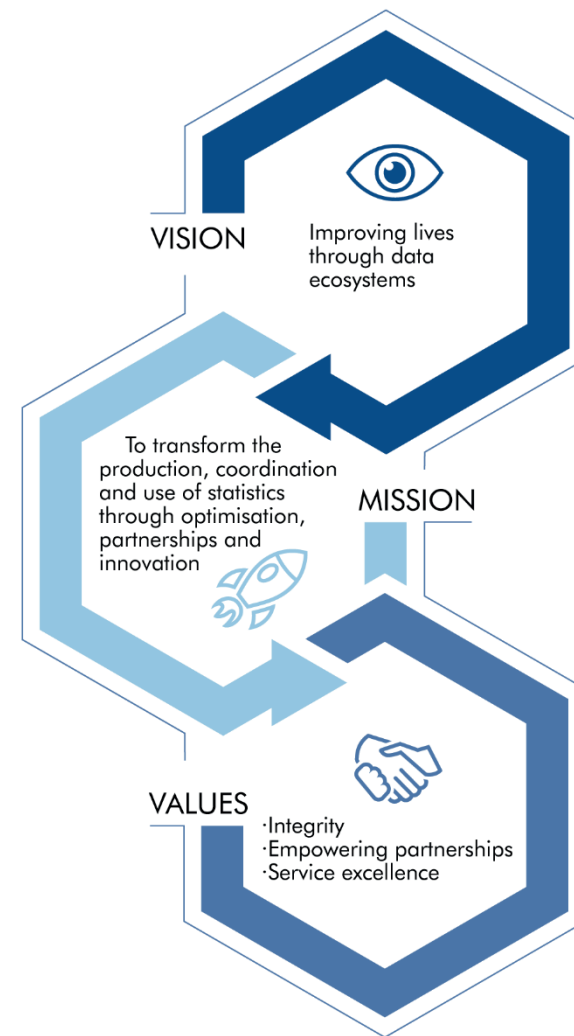 VISION
Improving lives
through data
ecosystems
To transform the
production, coordination
and use of statistics
through optimisation,
partnerships and
innovation
MISSION
VALUES
·Integrity
·Empowering partnerships
·Service excellence